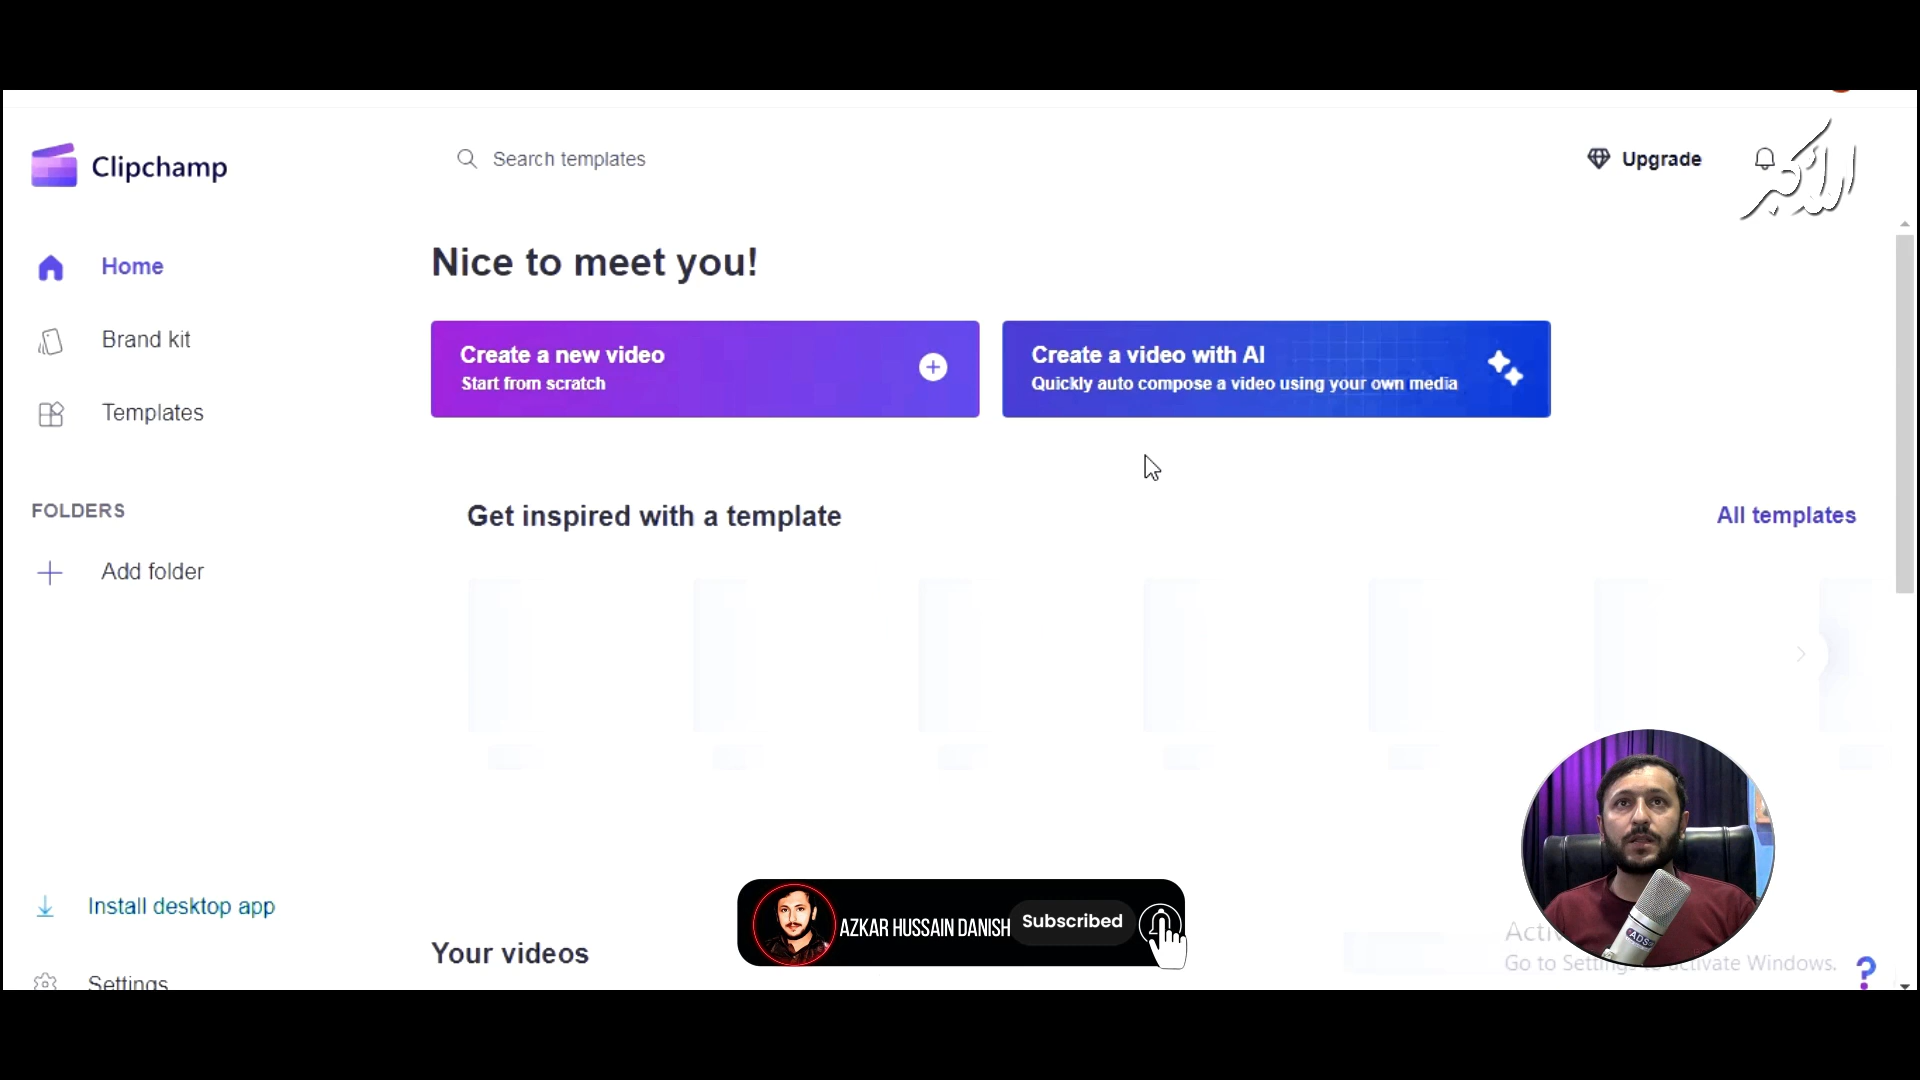 Clipchamp
Search templates
Upgrade
الله أكبر
Home
Nice to meet you!
Brand kit
Create a new video
Start from scratch
Create a video with AI
Quickly auto compose a video using your own media
Templates
FOLDERS
Get inspired with a template
All templates
Add folder
Install desktop app
AZKAR HUSSAIN DANISH
Subscribed
Your videos
Settings
Go to Settings to activate Windows.
?